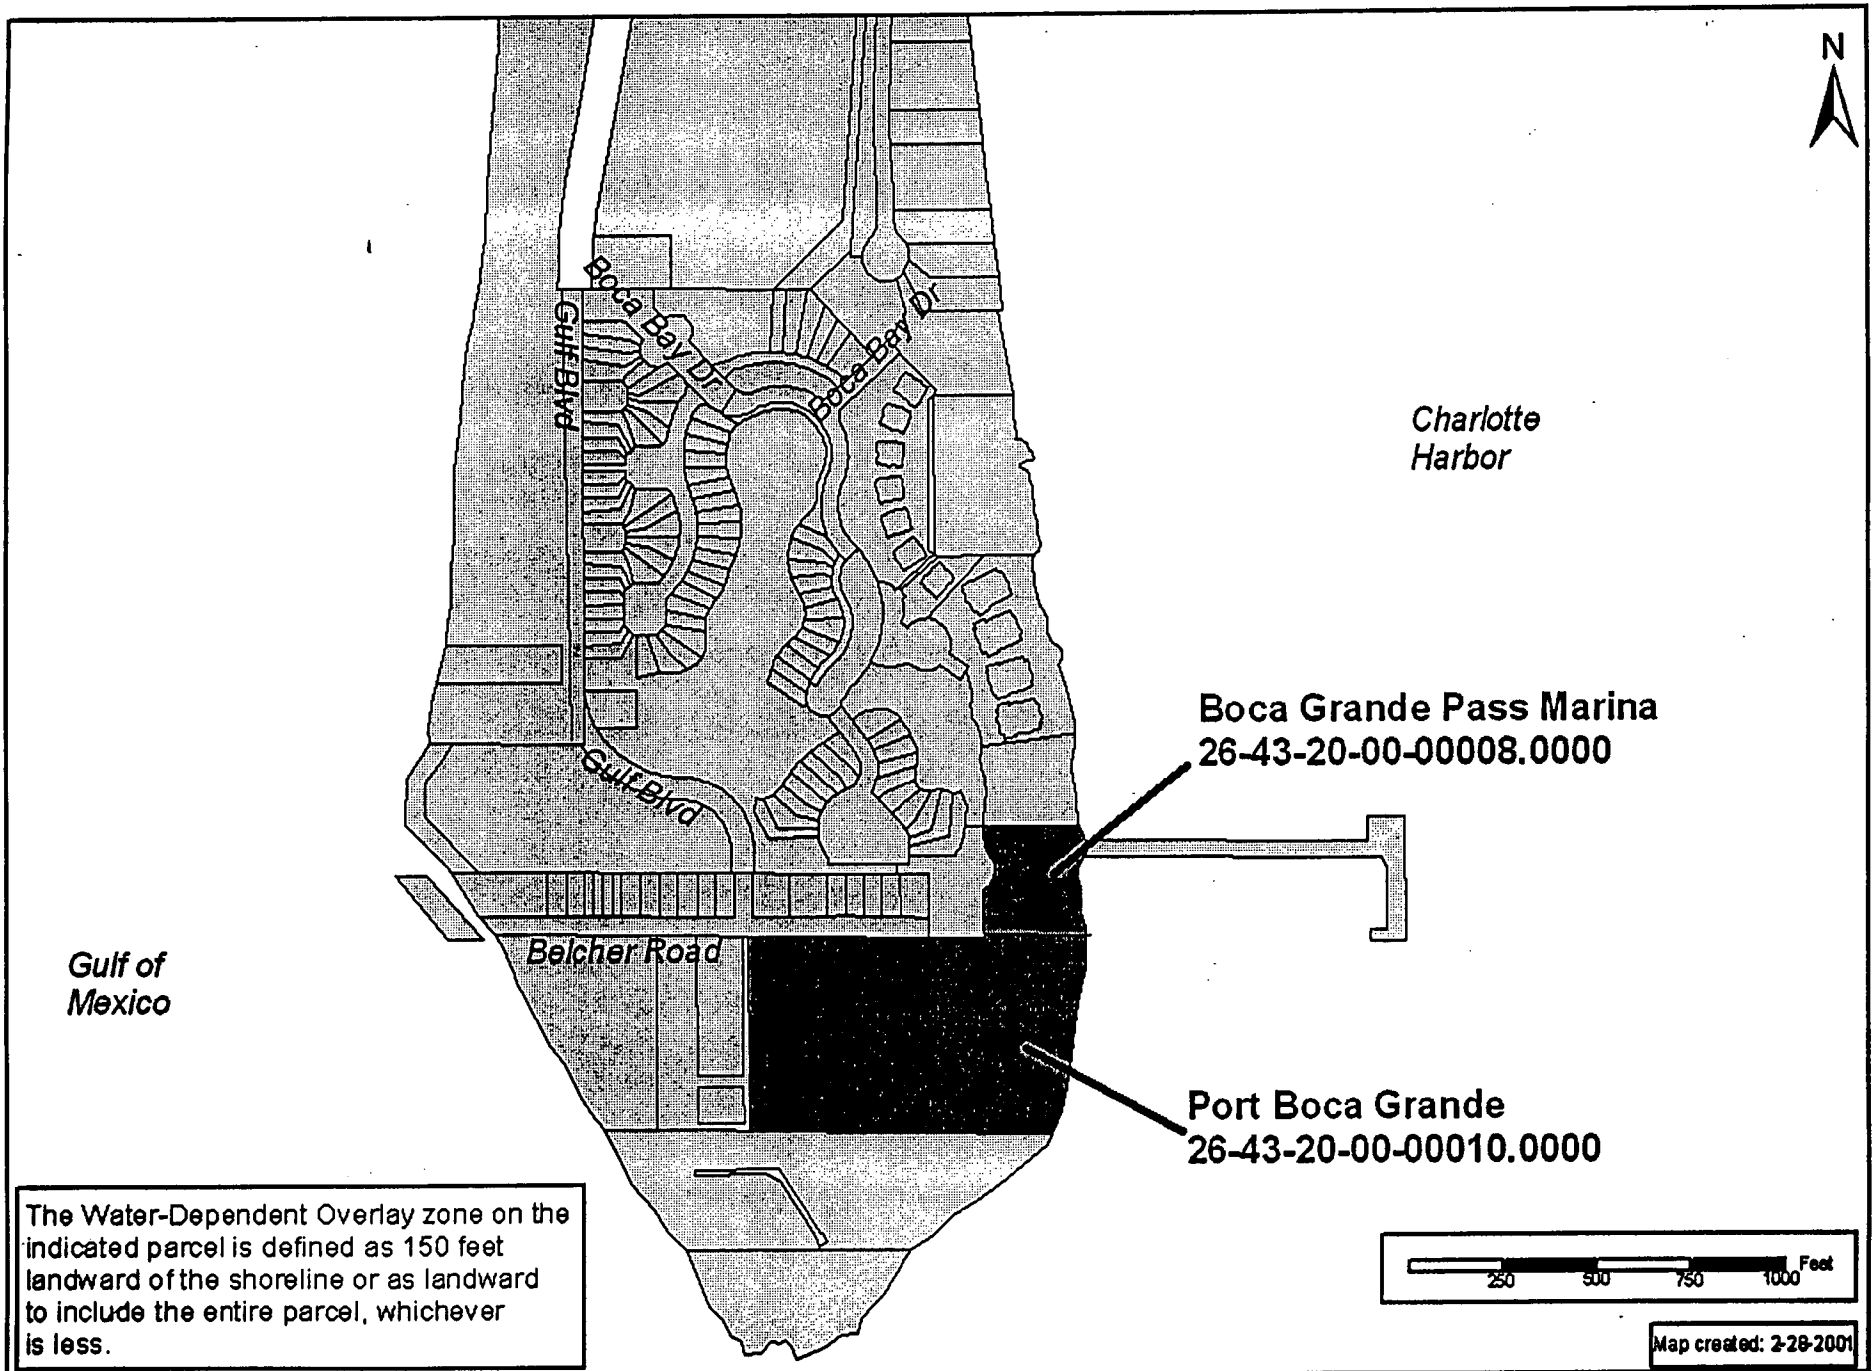 N
Boca Bay Dr
Gulf Blvd
Boca Bay Dr
Charlotte
Harbor
Boca Grande Pass Marina
26-43-20-00-00008.0000
Gulf Blvd
Belcher Road
Gulf of
Mexico
Port Boca Grande
26-43-20-00-00010.0000
The Water-Dependent Overlay zone on the
indicated parcel is defined as 150 feet
landward of the shoreline or as landward
to include the entire parcel, whichever
is less.
250 500 750 1000 Feet
Map created: 2-28-2001